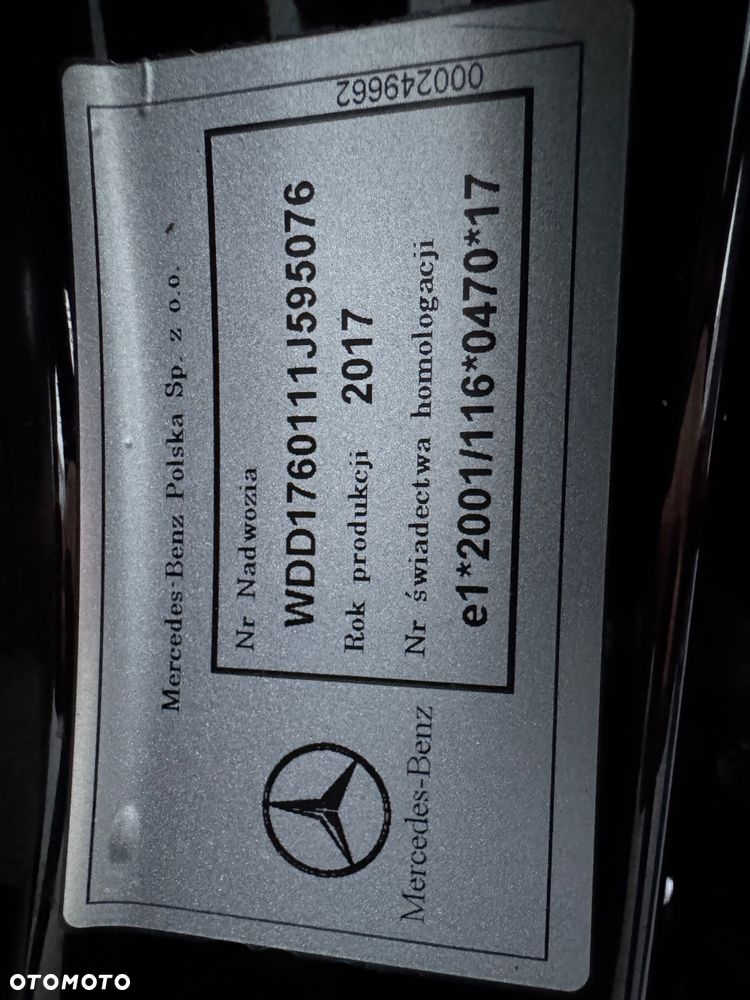 Mercedes-Benz Polska Sp. z o.o.
Nr Nadwozia
WDD1760111J595076
Rok produkcji 2017
Nr świadectwa homologacji
e1*2001/116*0470*17
Mercedes-Benz
000249662
OTOMOTO